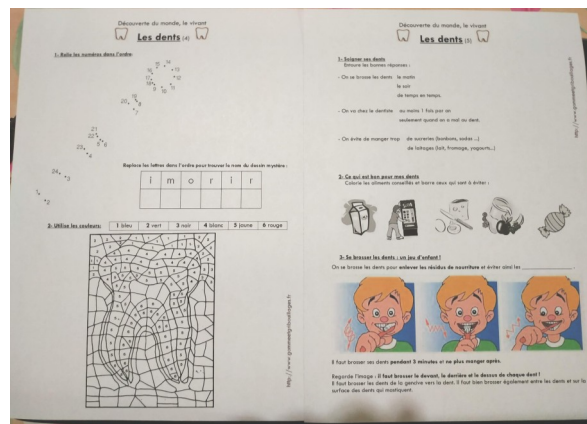 Découverte du monde, le vivant
Les dents (4)
1- Relie les numéros dans l'ordre
Replace les lettres dans l'ordre pour trouver le nom du dessin mystère :
i m o r i r
2- Utilise les couleurs:
1 bleu 2 vert 3 noir 4 blanc 5 jaune 6 rouge
Découverte du monde, le vivant
Les dents (5)
1- Soigner ses dents
Entoure les bonnes réponses :
- On se brosse les dents le matin
le soir
de temps en temps.
- On va chez le dentiste au moins 1 fois par an
seulement quand on a mal au dent.
- On évite de manger trop de sucreries (bonbons, sodas ...)
de laitages (lait, fromage, yaourts...)
2- Ce qui est bon pour mes dents
Colorie les aliments conseillés et barre ceux qui sont à éviter :
3- Se brosser les dents : un jeu d'enfant !
On se brosse les dents pour enlever les résidus de nourriture et éviter ainsi les
Il faut brosser ses dents pendant 3 minutes et ne plus manger après.
Regarde l'image : il faut brosser le devant, le derrière et le dessus de chaque dent !
Il faut brosser les dents de la gencive vers la dent. Il faut bien brosser également entre les dents et sur la
surface des dents qui mastiquent.